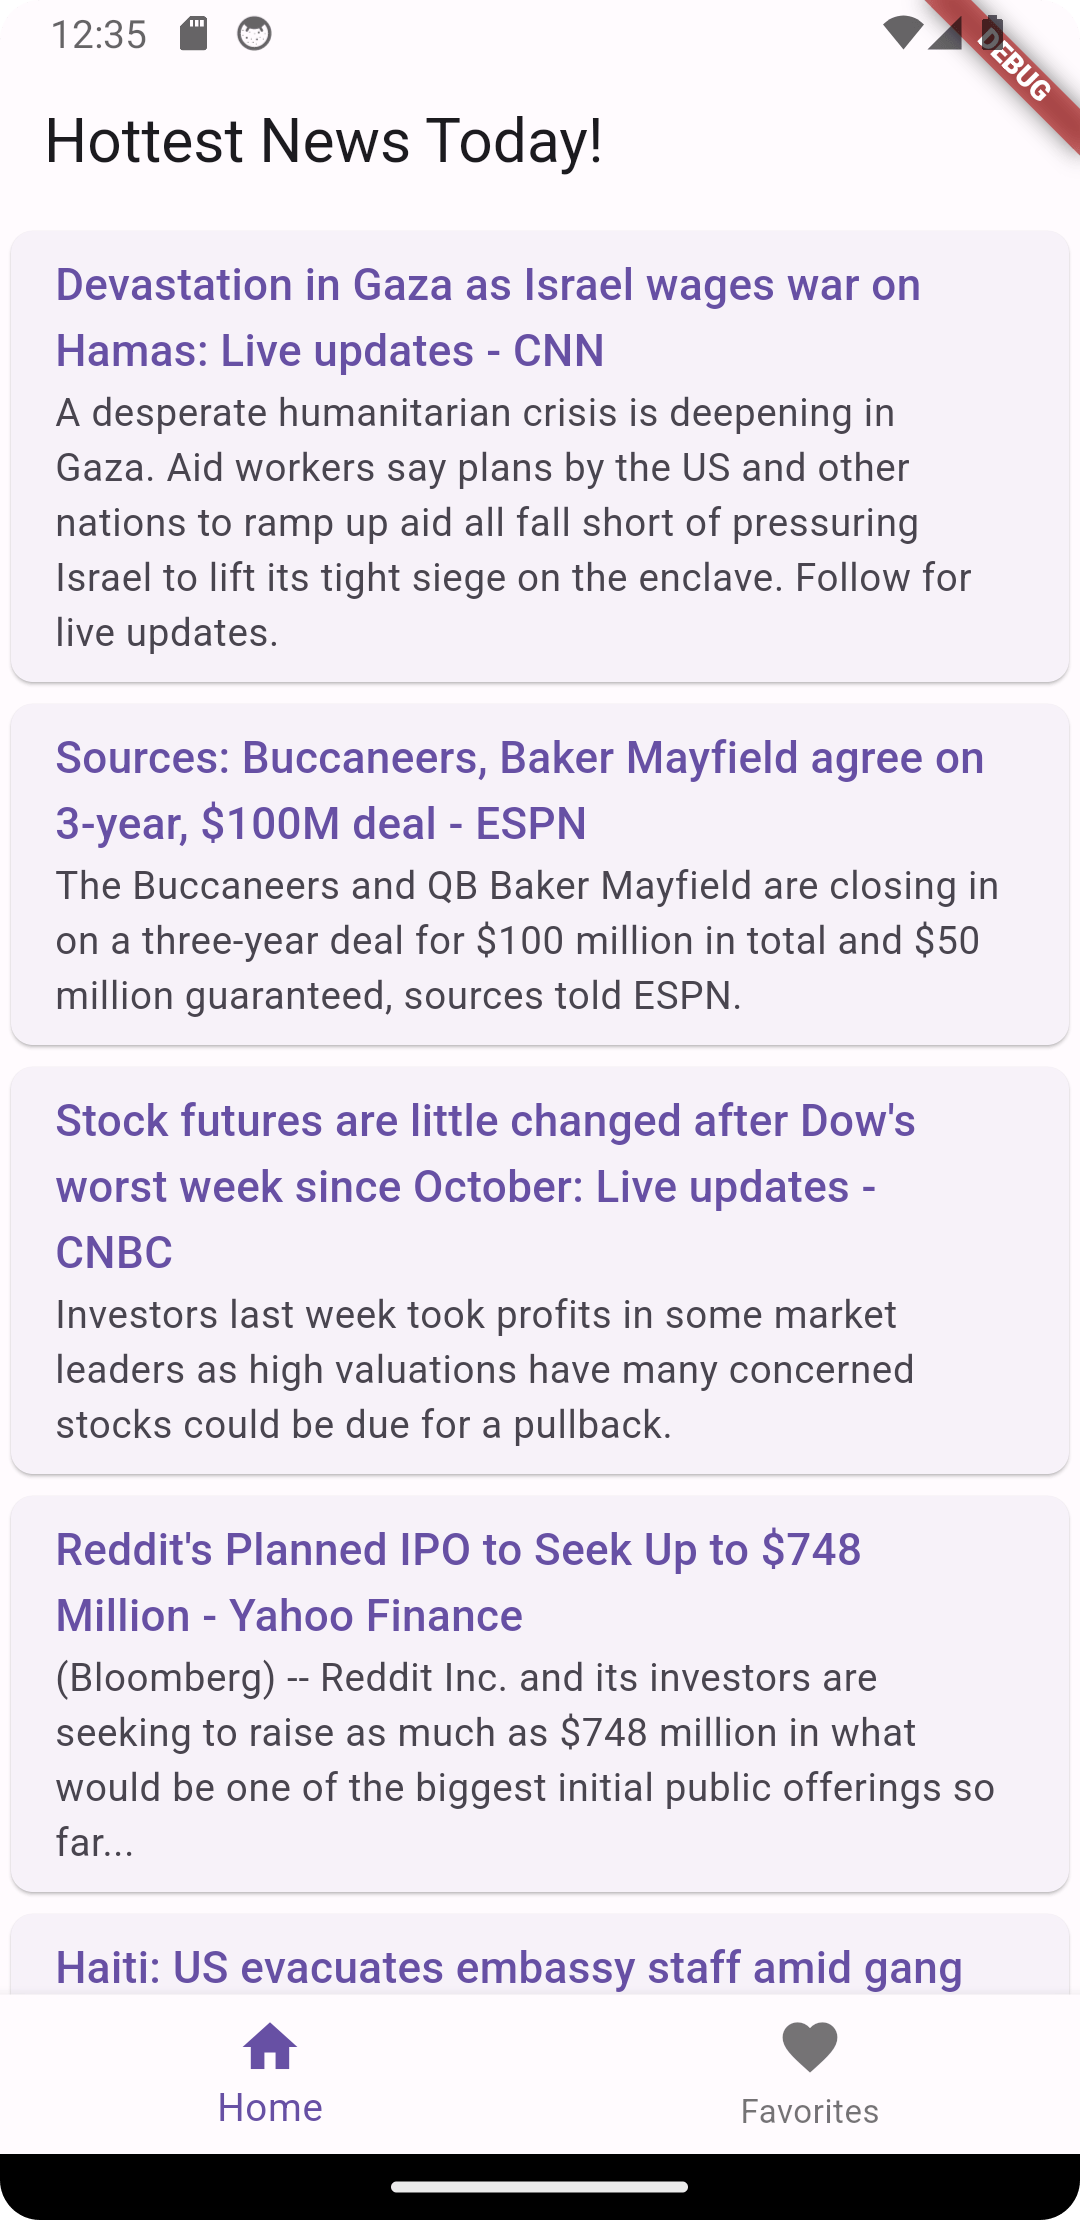 12:35
DEBUG
Hottest News Today!
Devastation in Gaza as Israel wages war on
Hamas: Live updates - CNN
A desperate humanitarian crisis is deepening in
Gaza. Aid workers say plans by the US and other
nations to ramp up aid all fall short of pressuring
Israel to lift its tight siege on the enclave. Follow for
live updates.
Sources: Buccaneers, Baker Mayfield agree on
3-year, $100M deal - ESPN
The Buccaneers and QB Baker Mayfield are closing in
on a three-year deal for $100 million in total and $50
million guaranteed, sources told ESPN.
Stock futures are little changed after Dow's
worst week since October: Live updates -
CNBC
Investors last week took profits in some market
leaders as high valuations have many concerned
stocks could be due for a pullback.
Reddit's Planned IPO to Seek Up to $748
Million - Yahoo Finance
(Bloomberg) -- Reddit Inc. and its investors are
seeking to raise as much as $748 million in what
would be one of the biggest initial public offerings so
far...
Haiti: US evacuates embassy staff amid gang
Home
Favorites